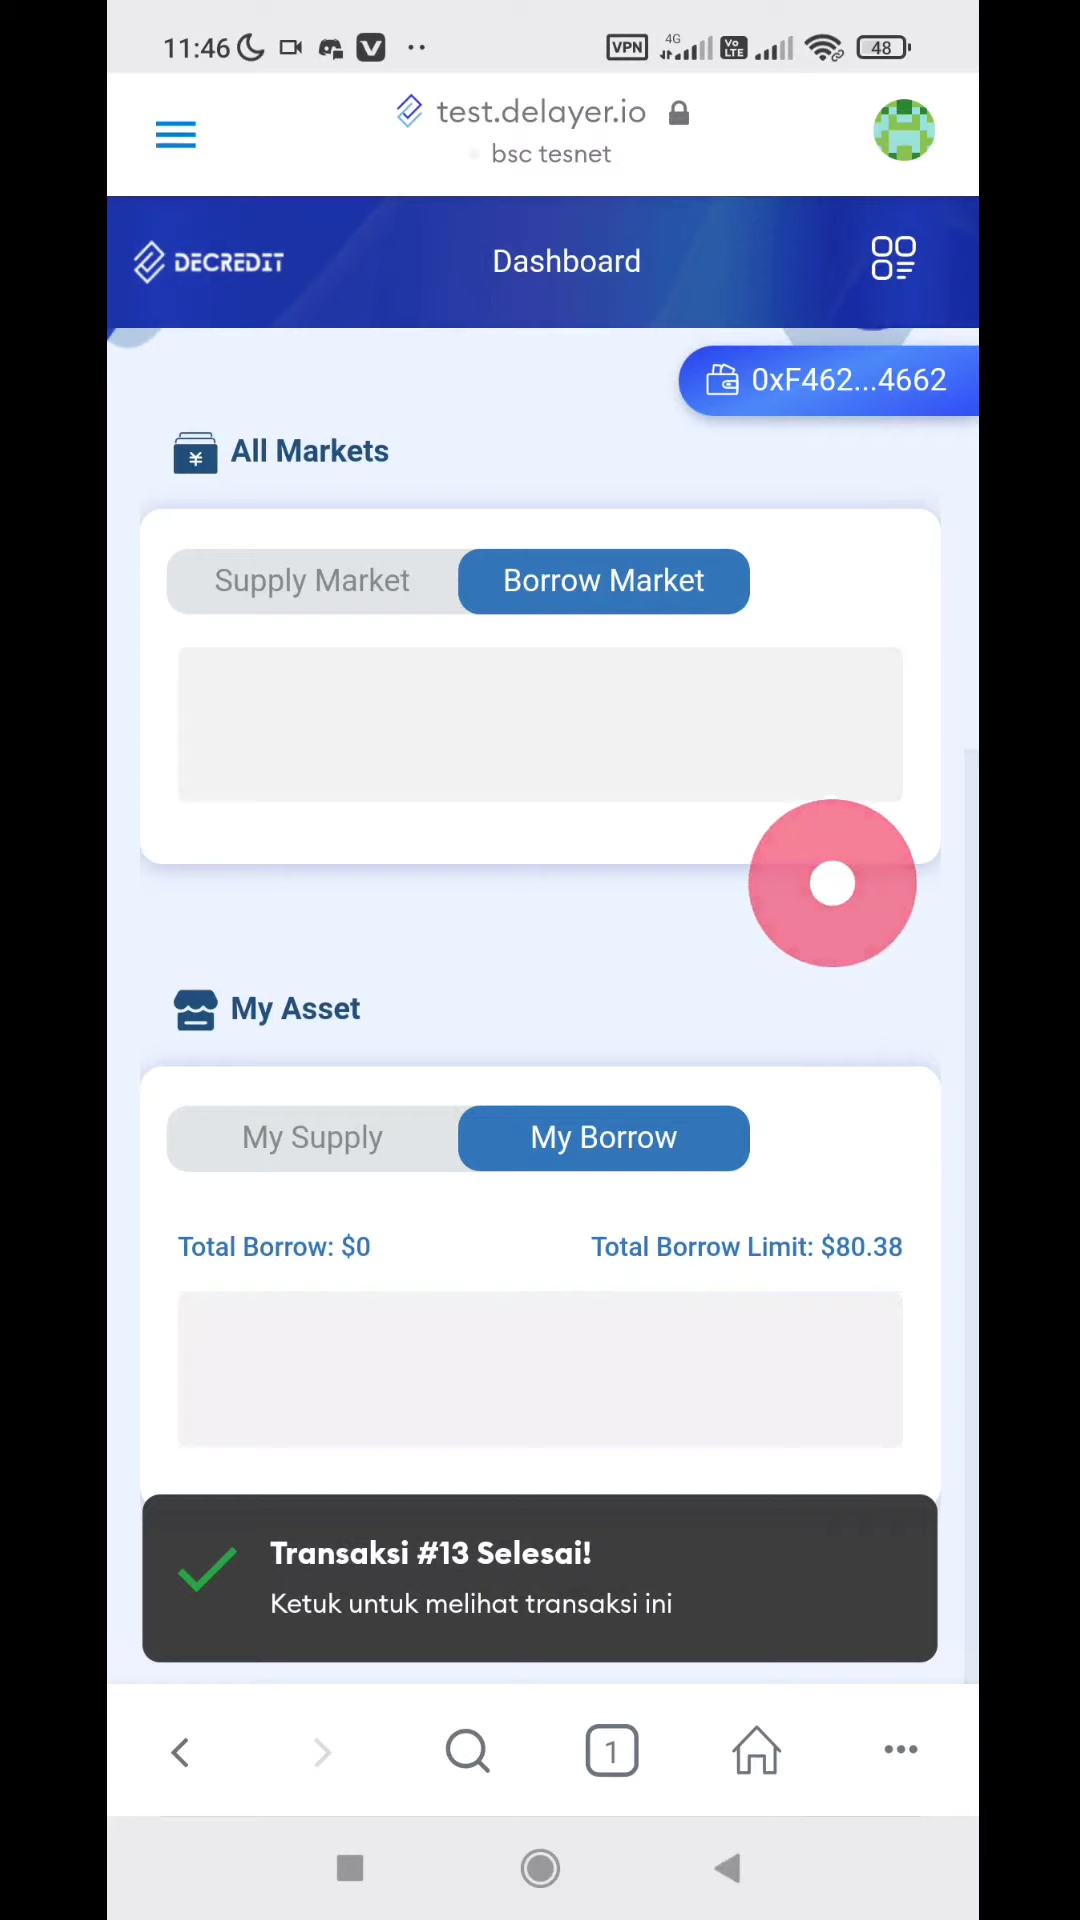 11:46
VPN
4G
Vo
LTE
48
test.delayer.io
bsc tesnet
DECREDIT
Dashboard
0xF462...4662
¥
All Markets
Supply Market
Borrow Market
My Asset
My Supply
My Borrow
Total Borrow: $0
Total Borrow Limit: $80.38
Transaksi #13 Selesai!
Ketuk untuk melihat transaksi ini
1